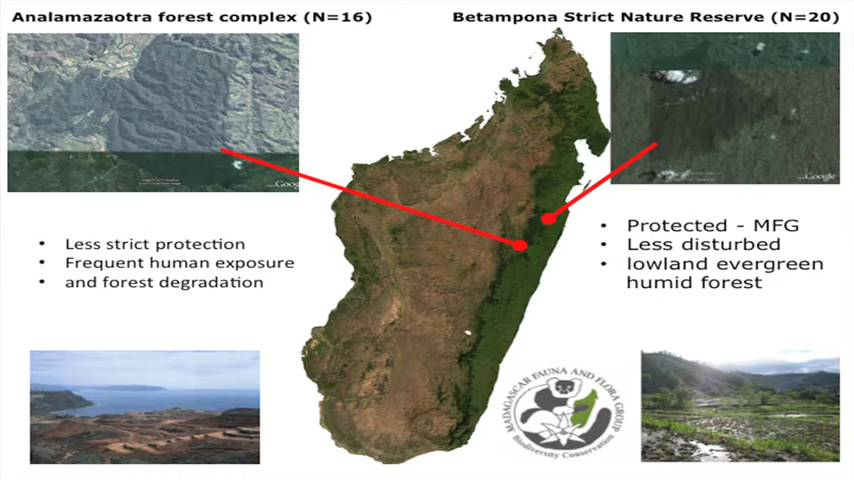 Analamazaotra forest complex (N=16)
Betampona Strict Nature Reserve (N=20)
Google
Google
• Less strict protection
• Frequent human exposure
• and forest degradation
• Protected - MFG
• Less disturbed
• lowland evergreen
humid forest
MADAGASCAR FAUNA AND FLORA GROUP
Biodiversity Conservation